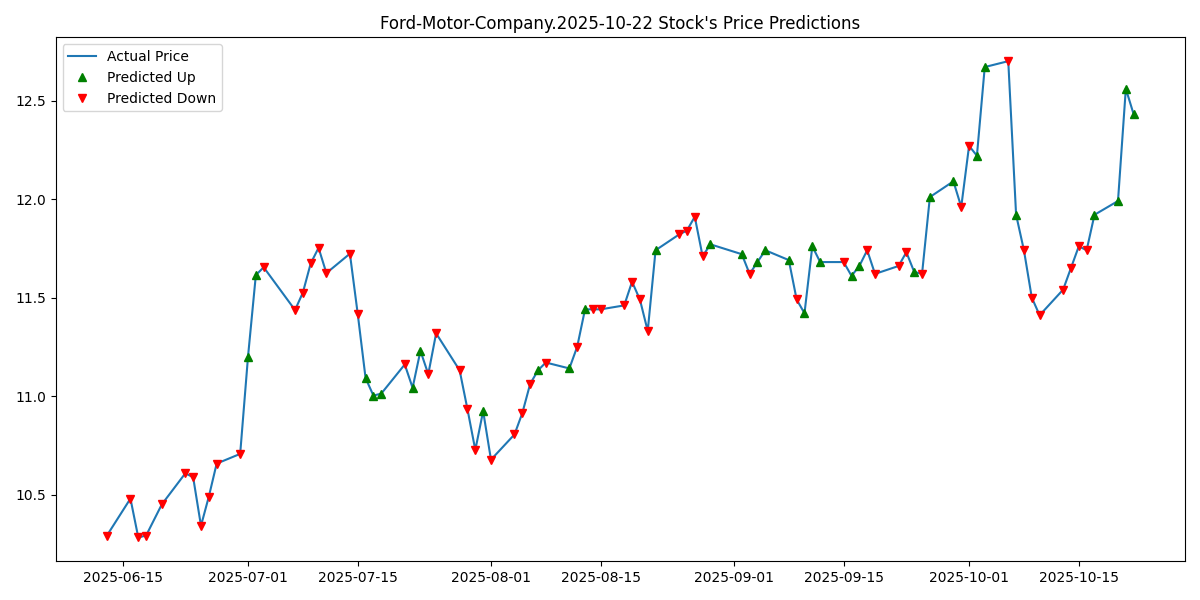 Ford-Motor-Company.2025-10-22 Stock's Price Predictions
Actual Price
Predicted Up
Predicted Down
12.5
12.0
11.5
11.0
10.5
2025-06-15 2025-07-01 2025-07-15 2025-08-01 2025-08-15 2025-09-01 2025-09-15 2025-10-01 2025-10-15